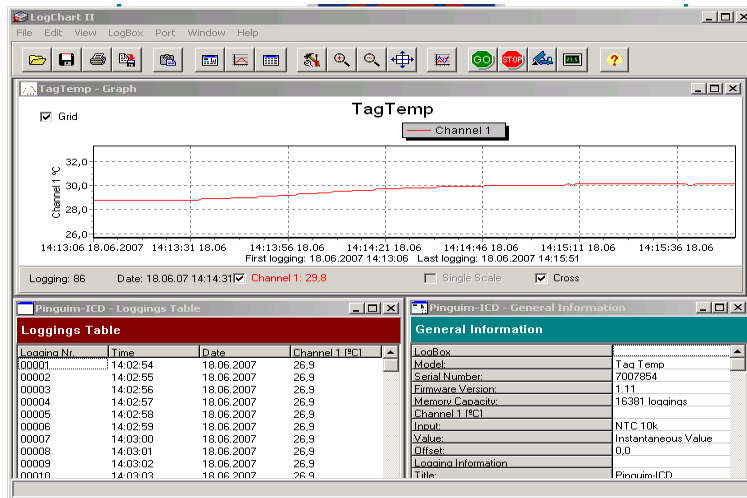 LogChart II
File Edit View LogBox Port Window Help
GO STOP ?
TagTemp - Graph
Grid
TagTemp
Channel 1
Channel 1 ºC
32,0
30,0
28,0
26,0
14:13:06 18.06.2007 14:13:31 18.06 14:13:56 18.06 14:14:21 18.06 14:14:46 18.06 14:15:11 18.06 14:15:36 18.06
First logging: 18.06.2007 14:13:06 Last logging: 18.06.2007 14:15:51
Logging: 86 Date: 18.06.07 14:14:31 Channel 1: 29,8 Single Scale Cross
Pinguim-ICD - Loggings Table
Loggings Table
Logging Nr. Time Date Channel 1 [ºC]
00001 14:02:54 18.06.2007 26,9
00002 14:02:55 18.06.2007 26,9
00003 14:02:56 18.06.2007 26,9
00004 14:02:57 18.06.2007 26,9
00005 14:02:58 18.06.2007 26,9
00006 14:02:59 18.06.2007 26,9
00007 14:03:00 18.06.2007 26,9
00008 14:03:01 18.06.2007 26,9
00009 14:03:02 18.06.2007 26,9
00010 14:03:03 18.06.2007 26,9
Pinguim-ICD - General Information
General Information
LogBox
Model: Tag Temp
Serial Number: 7007854
Firmware Version: 1.11
Memory Capacity: 16381 loggings
Channel 1 [ºC]
Input: NTC 10k
Value: Instantaneous Value
Offset: 0,0
Logging Information
Title: Pinguim-ICD